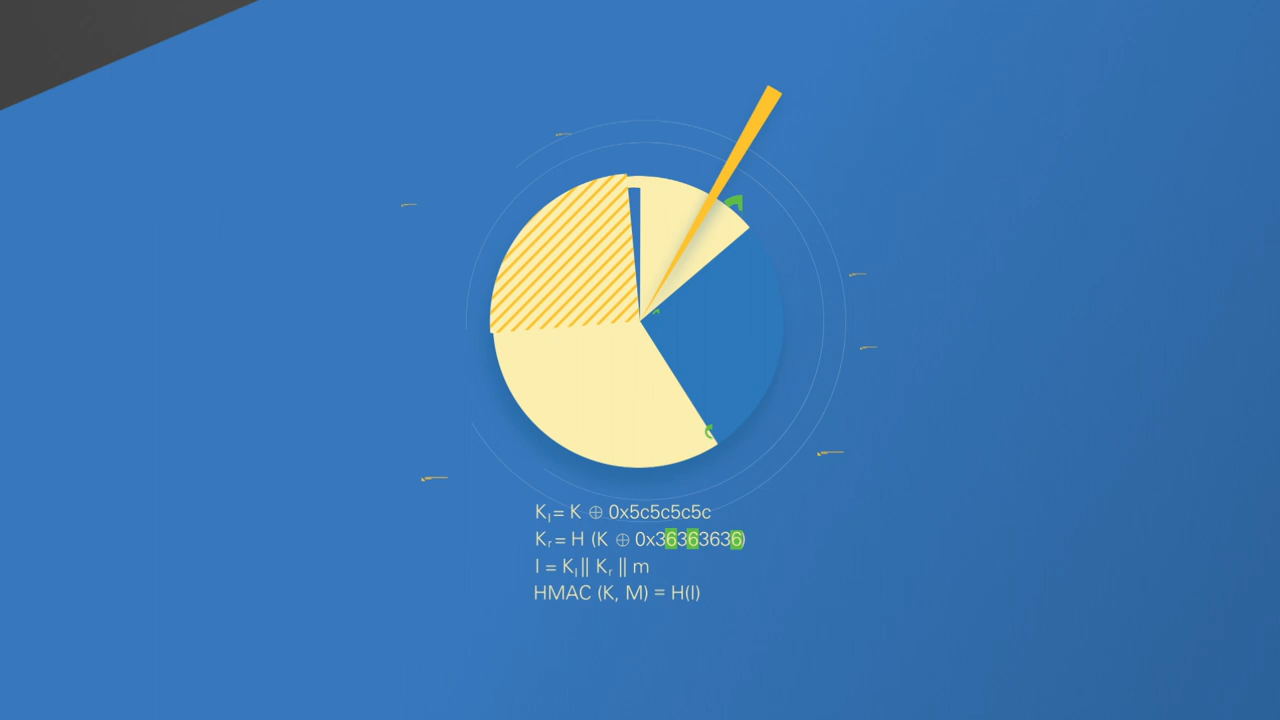 Kl = K ⊕ 0x5c5c5c5c
Kr = H (K ⊕ 0x36363636)
I = Kl || Kr || m
HMAC (K, M) = H(I)